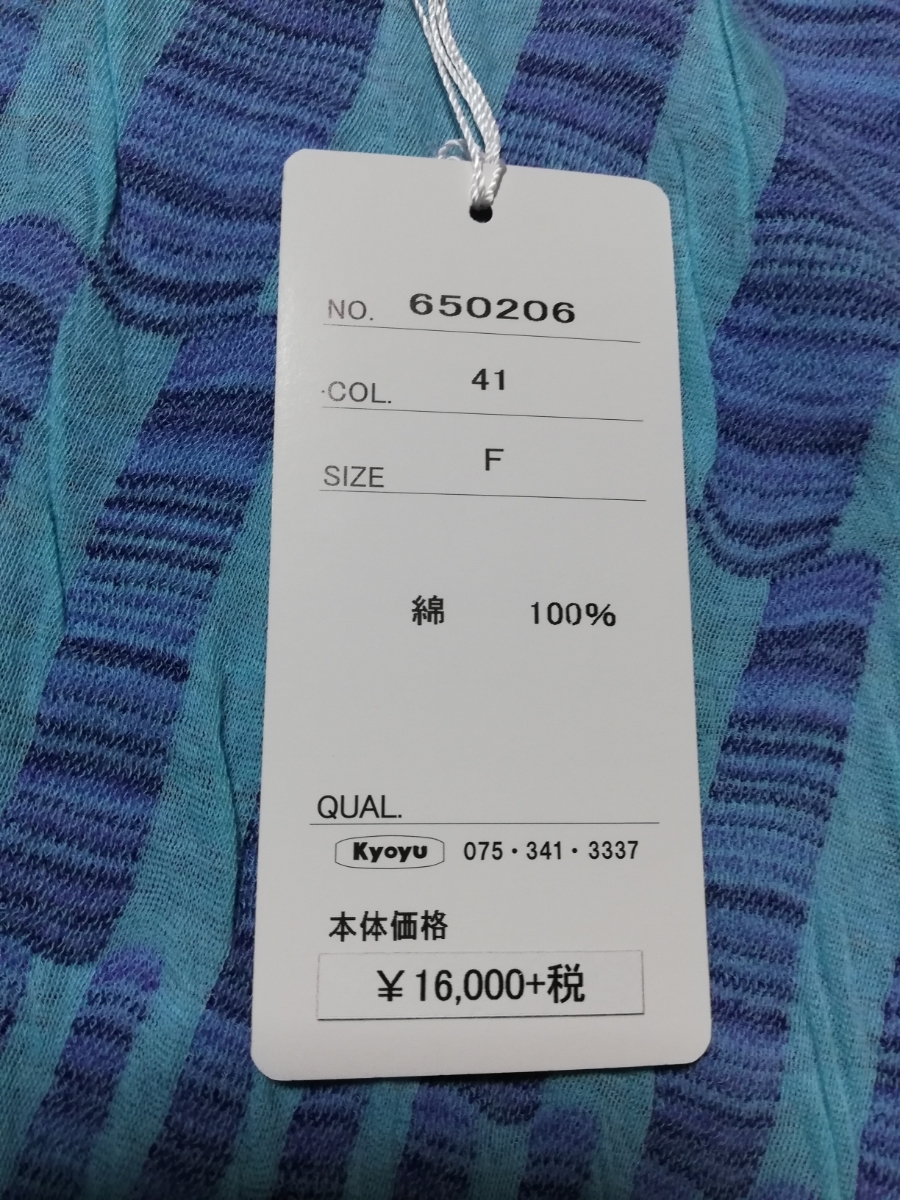 NO. 650206
COL. 41
SIZE F
綿 100%
QUAL.
Kyoyu 075・341・3337
本体価格
￥16,000+税